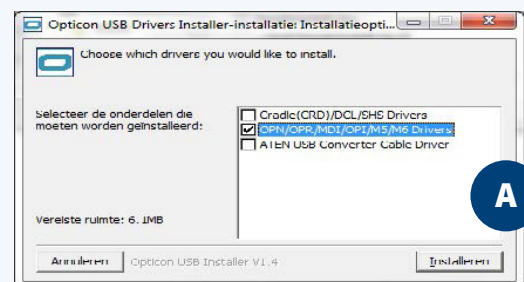 Opticon USB Drivers Installer-installatie: Installatieopti...
Choose which drivers you would like to install.
Selecteer de onderdelen die
moeten worden geïnstalleerd:
Cradle(CRD)/DCL/SHS Drivers
OPN/OPR/MDI/OPI/M5/M6 Drivers
ATEN USB Converter Cable Driver
A
Vereiste ruimte: 6.1MB
Annuleren
Opticon USB Installer V1.4
Installeren